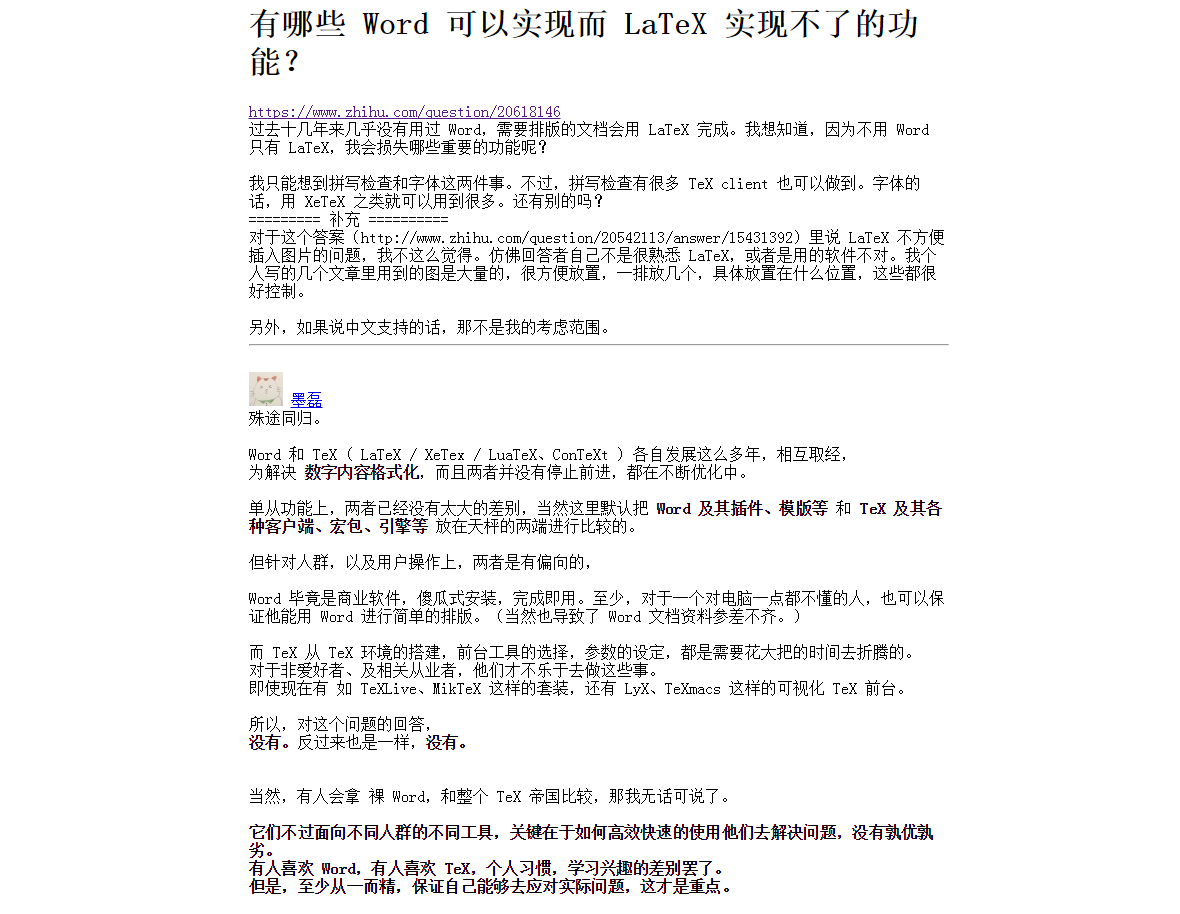 有哪些 Word 可以实现而 LaTeX 实现不了的功
能？
https://www.zhihu.com/question/20618146
过去十几年来几乎没有用过 Word，需要排版的文档会用 LaTeX 完成。我想知道，因为不用 Word
只有 LaTeX，我会损失哪些重要的功能呢？
我只能想到拼写检查和字体这两件事。不过，拼写检查有很多 TeX client 也可以做到。字体的
话，用 XeTeX 之类就可以用到很多。还有别的吗？
========= 补充 ==========
对于这个答案（http://www.zhihu.com/question/20542113/answer/15431392）里说 LaTeX 不方便
插入图片的问题，我不这么觉得。仿佛回答者自己不是很熟悉 LaTeX，或者是用的软件不对。我个
人写的几个文章里用到的图是大量的，很方便放置，一排放几个，具体放置在什么位置，这些都很
好控制。
另外，如果说中文支持的话，那不是我的考虑范围。
墨磊
殊途同归。
Word 和 TeX（ LaTeX / XeTex / LuaTeX、ConTeXt ）各自发展这么多年，相互取经，
为解决 数字内容格式化，而且两者并没有停止前进，都在不断优化中。
单从功能上，两者已经没有太大的差别，当然这里默认把 Word 及其插件、模版等 和 TeX 及其各
种客户端、宏包、引擎等 放在天枰的两端进行比较的。
但针对人群，以及用户操作上，两者是有偏向的，
Word 毕竟是商业软件，傻瓜式安装，完成即用。至少，对于一个对电脑一点都不懂的人，也可以保
证他能用 Word 进行简单的排版。（当然也导致了 Word 文档资料参差不齐。）
而 TeX 从 TeX 环境的搭建，前台工具的选择，参数的设定，都是需要花大把的时间去折腾的。
对于非爱好者、及相关从业者，他们才不乐于去做这些事。
即使现在有 如 TeXLive、MikTeX 这样的套装，还有 LyX、TeXmacs 这样的可视化 TeX 前台。
所以，对这个问题的回答，
没有。反过来也是一样，没有。
当然，有人会拿 裸 Word，和整个 TeX 帝国比较，那我无话可说了。
它们不过面向不同人群的不同工具，关键在于如何高效快速的使用他们去解决问题，没有孰优孰
劣。
有人喜欢 Word，有人喜欢 TeX，个人习惯，学习兴趣的差别罢了。
但是，至少从一而精，保证自己能够去应对实际问题，这才是重点。